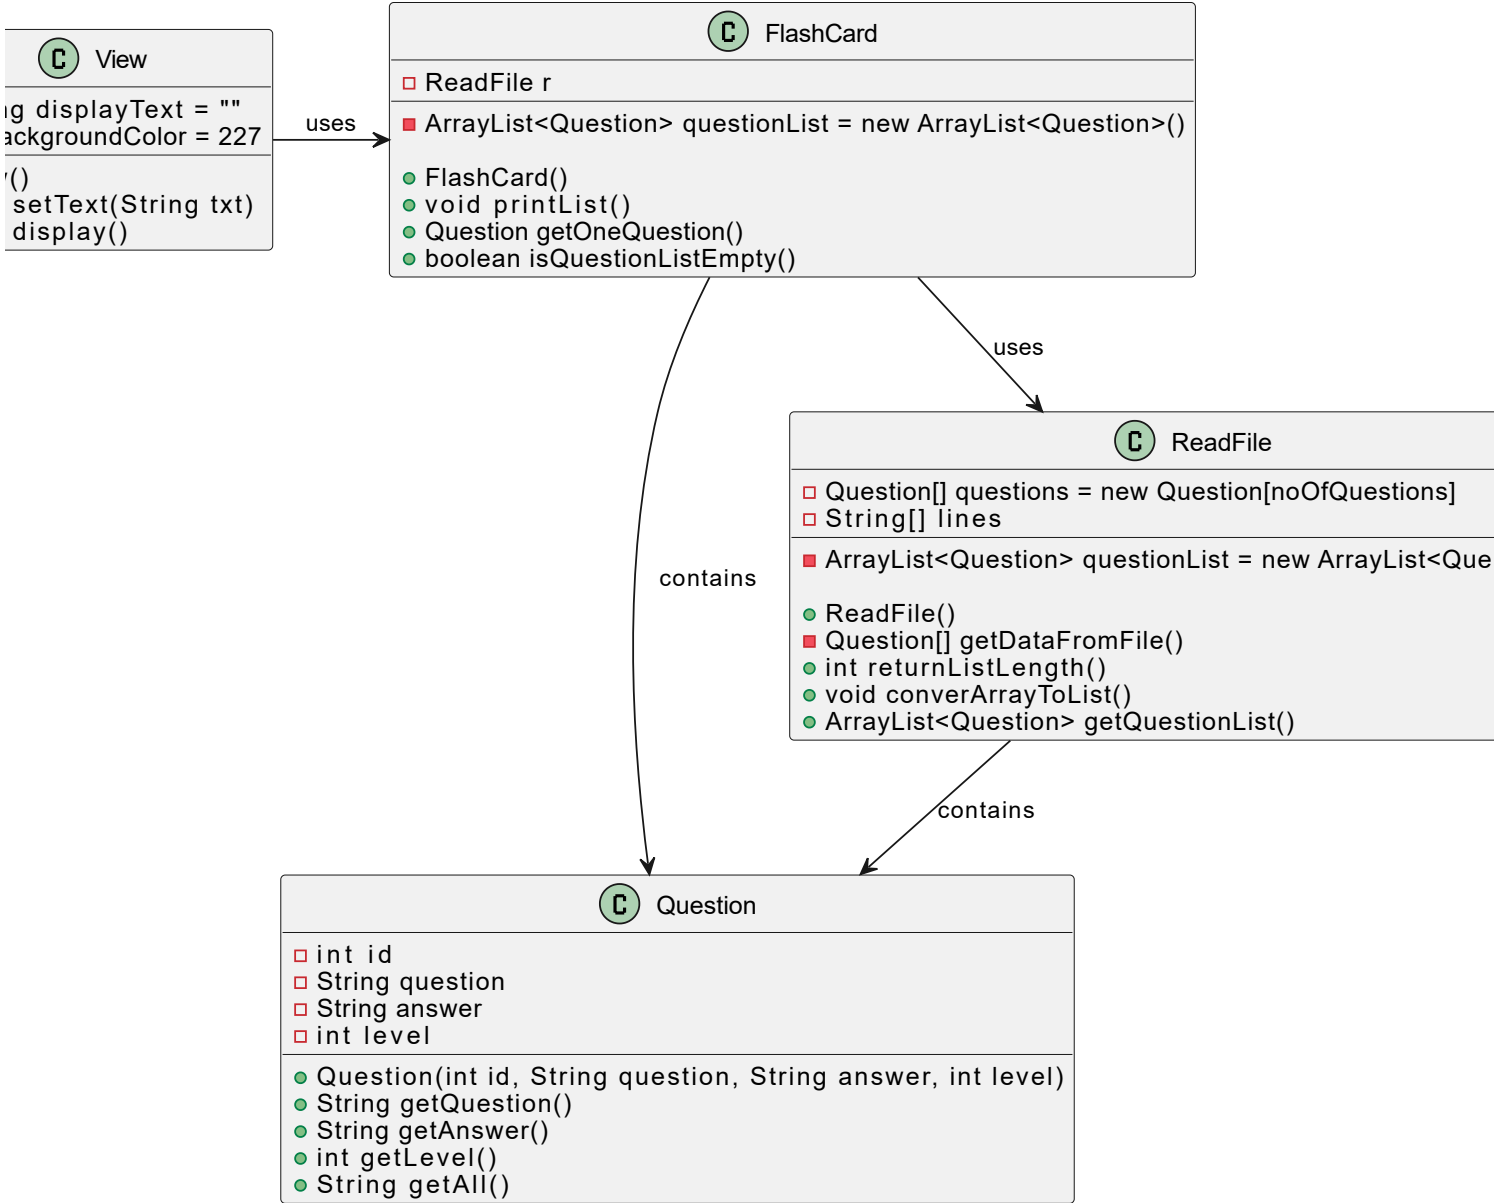 C View
displayText = ""
= 227
()
setText(String txt)
display()
uses
C FlashCard
ReadFile r
ArrayList<Question> questionList = new ArrayList<Question>()
FlashCard()
void printList()
Question getOneQuestion()
boolean isQuestionListEmpty()
uses
contains
C ReadFile
Question[] questions = new Question[noOfQuestions]
String[] lines
ArrayList<Question> questionList = new ArrayList<Que
ReadFile()
Question[] getDataFromFile()
int returnListLength()
void converArrayToList()
ArrayList<Question> getQuestionList()
contains
C Question
int id
String question
String answer
int level
Question(int id, String question, String answer, int level)
String getQuestion()
String getAnswer()
int getLevel()
String getAll()